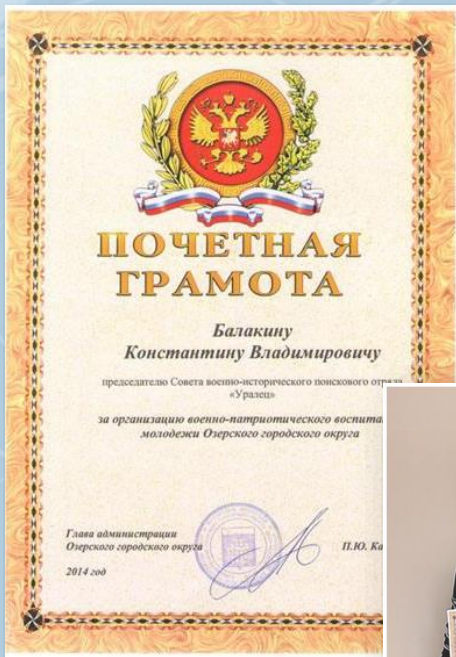 ПОЧЕТНАЯ
ГРАМОТА
Балакину
Константину Владимировичу
председателю Совета военно-исторического поискового отряда
«Уралец»
за организацию военно-патриотического
молодежи Озерского городского округа
Глава администрации
Озерского городского округа
П.Ю.
2014 год